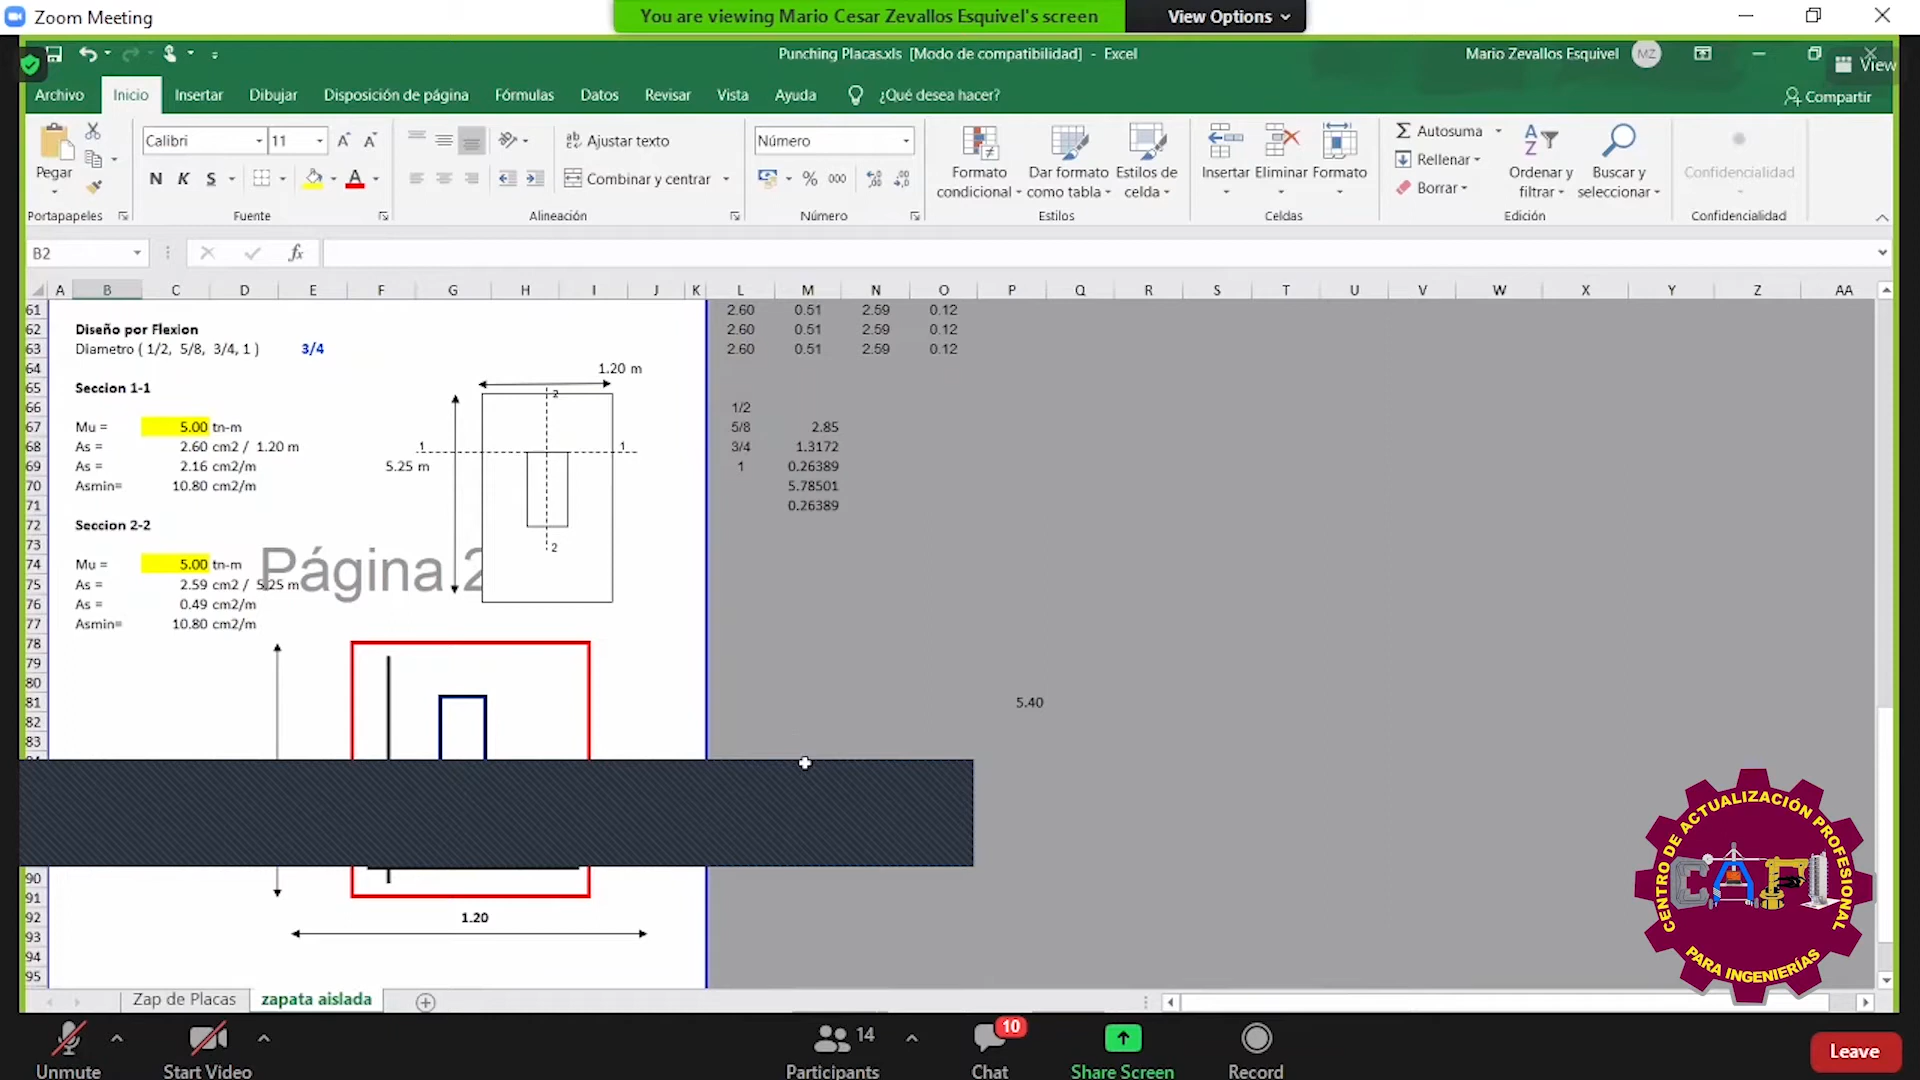 Zoom Meeting
You are viewing Mario Cesar Zevallos Esquivel's screen
View Options
Punching Placas.xls [Modo de compatibilidad] - Excel
Mario Zevallos Esquivel
MZ
View
Archivo Inicio Insertar Dibujar Disposición de página Fórmulas Datos Revisar Vista Ayuda ¿Qué desea hacer? Compartir
Pegar
Portapapeles
Calibri 11
N K S
Fuente
Ajustar texto
Combinar y centrar
Alineación
Número
% 000
Número
Formato condicional
Dar formato como tabla
Estilos de celda
Estilos
Insertar Eliminar Formato
Celdas
Autosuma
Rellenar
Borrar
Ordenar y filtrar
Buscar y seleccionar
Edición
Confidencialidad
Confidencialidad
B2
fx
A B C D E F G H I J K L M N O P Q R S T U V W X Y Z AA
61 2.60 0.51 2.59 0.12
62 Diseño por Flexion 2.60 0.51 2.59 0.12
63 Diametro ( 1/2, 5/8, 3/4, 1 ) 3/4 2.60 0.51 2.59 0.12
64 1.20 m
65 Seccion 1-1 2
66 1/2
67 Mu = 5.00 tn-m 5/8 2.85
68 As = 2.60 cm2 / 1.20 m 1 1 3/4 1.3172
69 As = 2.16 cm2/m 5.25 m 1 0.26389
70 Asmin= 10.80 cm2/m 5.78501
71 0.26389
72 Seccion 2-2
73 2
Página 2
74 Mu = 5.00 tn-m
75 As = 2.59 cm2 / 5.25 m
76 As = 0.49 cm2/m
77 Asmin= 10.80 cm2/m
78
79
80
81 5.40
82
83
90
91
92 1.20
93
94
95
Zap de Placas zapata aislada
CENTRO DE ACTUALIZACIÓN PROFESIONAL
CAPI
PARA INGENIERÍAS
Unmute
Start Video
Participants 14
Chat 10
Share Screen
Record
Leave